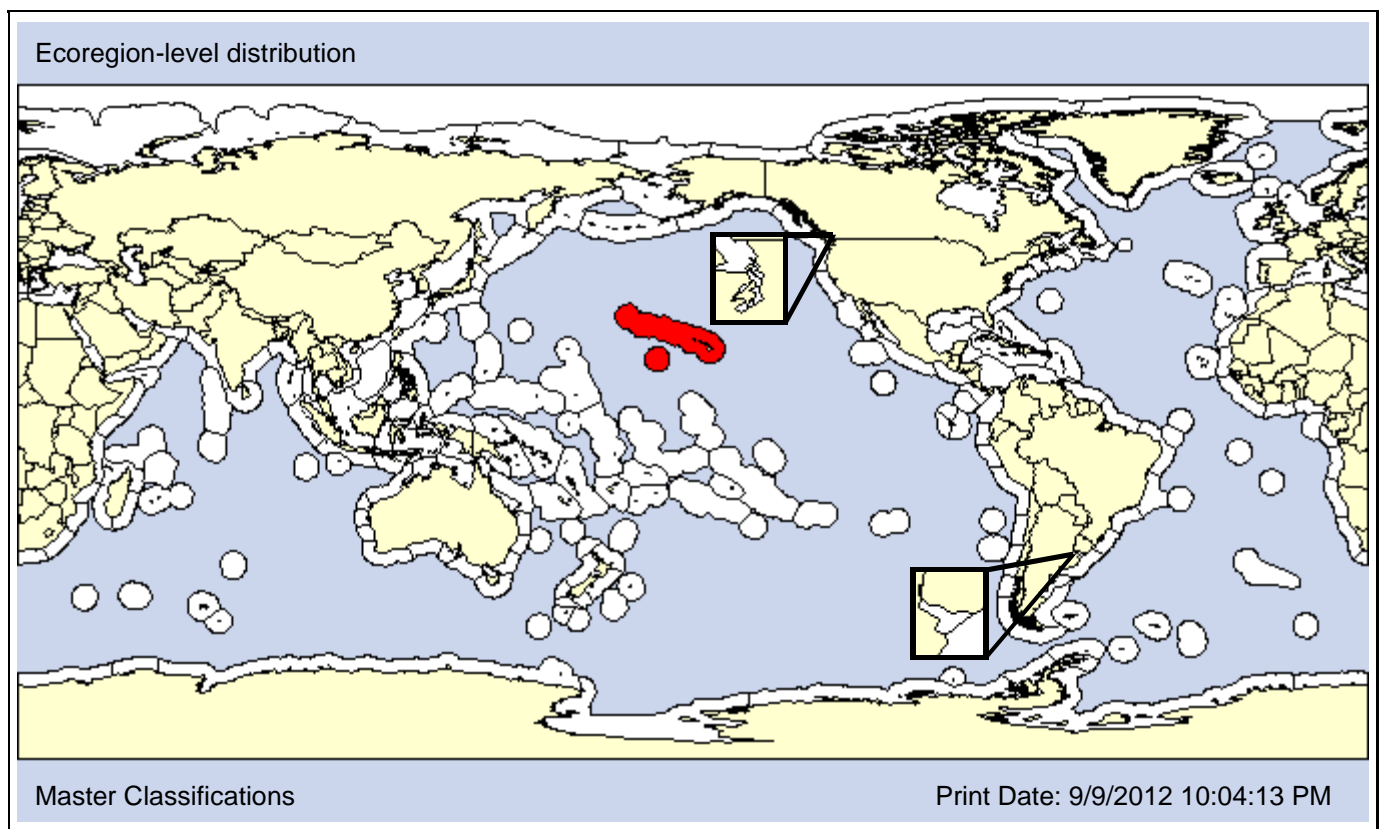 Ecoregion-level distribution
Master Classifications
Print Date: 9/9/2012 10:04:13 PM